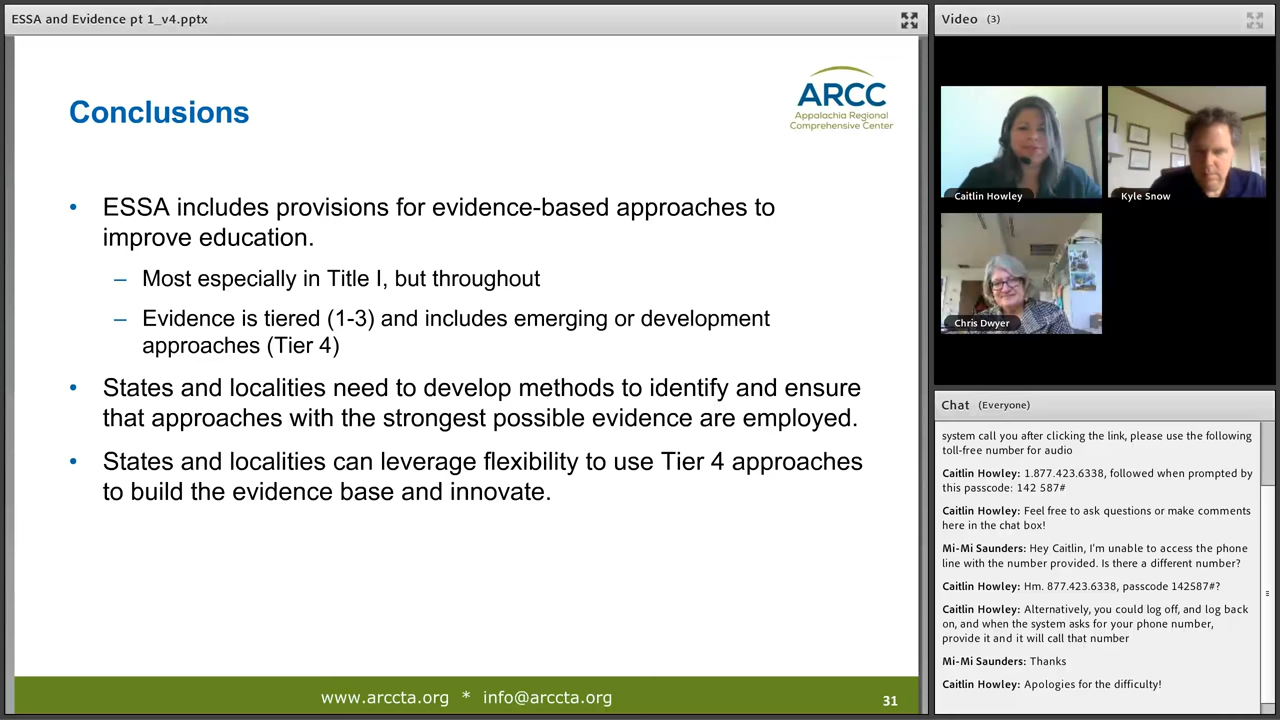 ESSA and Evidence pt 1_v4.pptx
Conclusions
ARCC
Appalachia Regional
Comprehensive Center
• ESSA includes provisions for evidence-based approaches to
improve education.
– Most especially in Title I, but throughout
– Evidence is tiered (1-3) and includes emerging or development
approaches (Tier 4)
• States and localities need to develop methods to identify and ensure
that approaches with the strongest possible evidence are employed.
• States and localities can leverage flexibility to use Tier 4 approaches
to build the evidence base and innovate.
www.arccta.org * info@arccta.org
31
Video (3)
Caitlin Howley
Kyle Snow
Chris Dwyer
Chat (Everyone)
system call you after clicking the link, please use the following
toll-free number for audio
Caitlin Howley: 1.877.423.6338, followed when prompted by
this passcode: 142 587#
Caitlin Howley: Feel free to ask questions or make comments
here in the chat box!
Mi-Mi Saunders: Hey Caitlin, I'm unable to access the phone
line with the number provided. Is there a different number?
Caitlin Howley: Hm. 877.423.6338, passcode 142587#?
Caitlin Howley: Alternatively, you could log off, and log back
on, and when the system asks for your phone number,
provide it and it will call that number
Mi-Mi Saunders: Thanks
Caitlin Howley: Apologies for the difficulty!